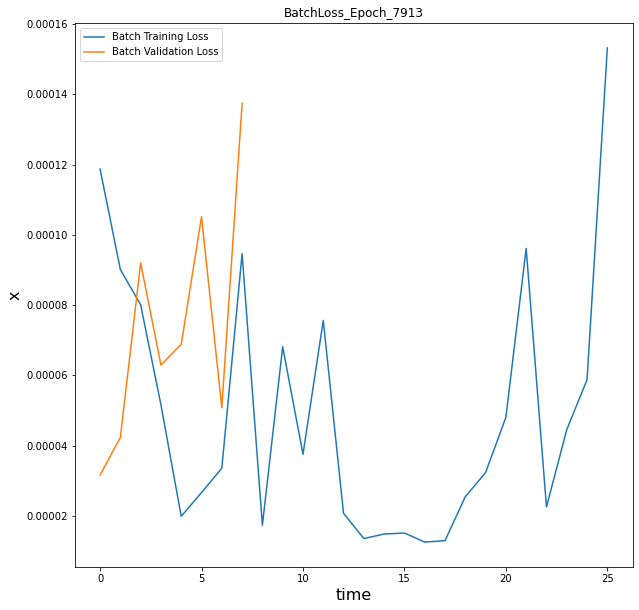 BatchLoss_Epoch_7913
Batch Training Loss
Batch Validation Loss
0.00016
0.00014
0.00012
0.00010
0.00008
0.00006
0.00004
0.00002
x
0 5 10 15 20 25
time